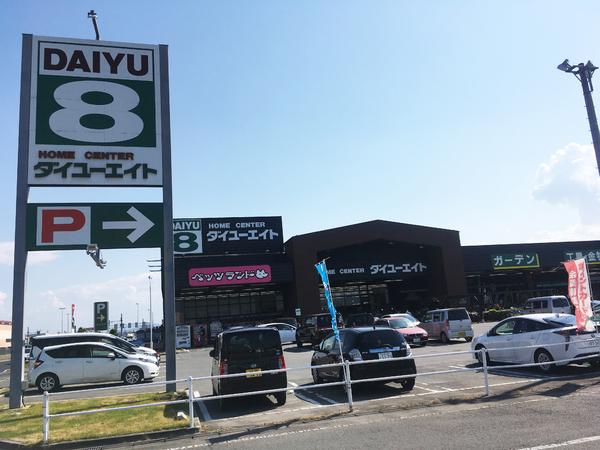 DAIYU
8
HOME CENTER
ダイユーエイト
P →
DAIYU
8
HOME CENTER
ダイユーエイト
ペッツランド
HOME CENTER ダイユーエイト
ガーデン
P